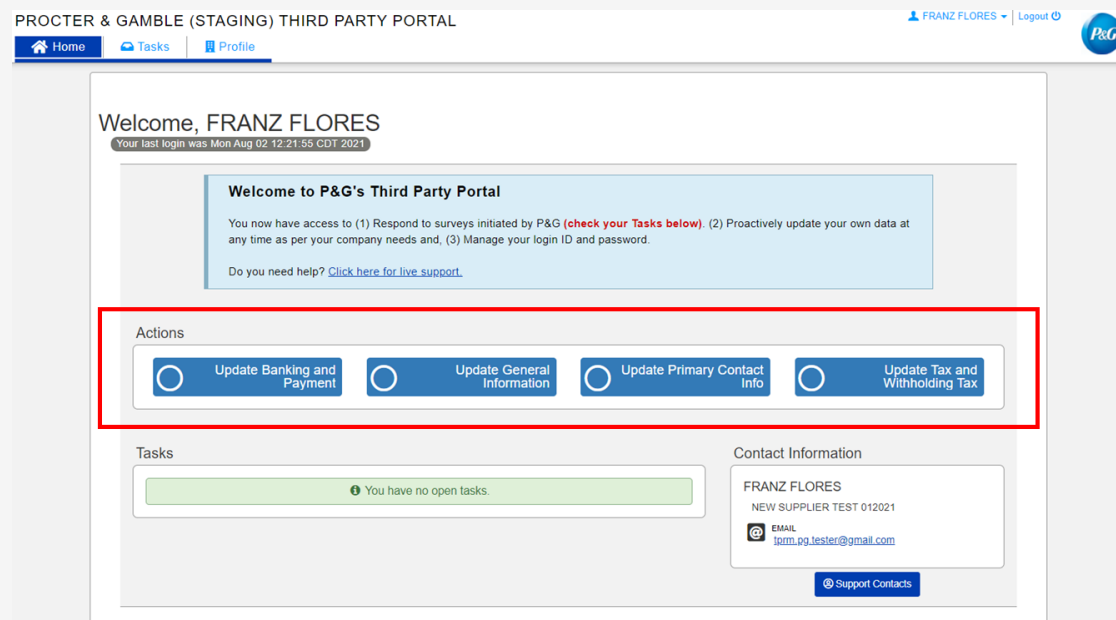 PROCTER & GAMBLE (STAGING) THIRD PARTY PORTAL
FRANZ FLORES
Logout
P&G
Home
Tasks
Profile
Welcome, FRANZ FLORES
Your last login was Mon Aug 02 12:21:55 CDT 2021
Welcome to P&G's Third Party Portal
You now have access to (1) Respond to surveys initiated by P&G (check your Tasks below). (2) Proactively update your own data at
any time as per your company needs and, (3) Manage your login ID and password.
Do you need help? Click here for live support.
Actions
Update Banking and
Payment
Update General
Information
Update Primary Contact
Info
Update Tax and
Withholding Tax
Tasks
You have no open tasks.
Contact Information
FRANZ FLORES
NEW SUPPLIER TEST 012021
@ EMAIL
tprm.pg.tester@gmail.com
Support Contacts